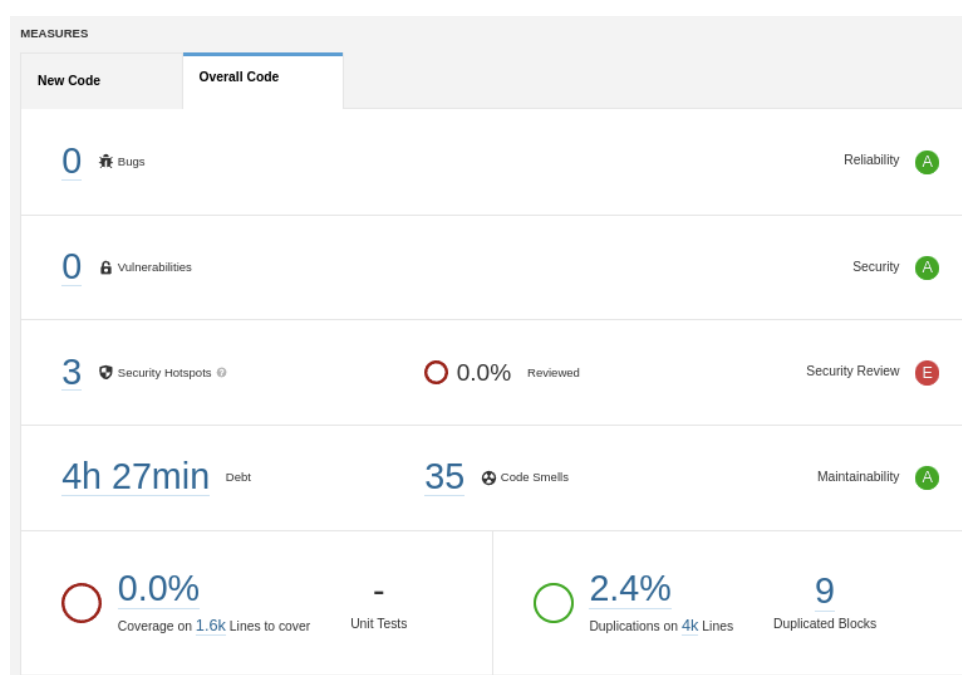 MEASURES
New Code
Overall Code
0 Bugs
Reliability A
0 Vulnerabilities
Security A
3 Security Hotspots ?
0.0% Reviewed
Security Review E
4h 27min Debt
35 Code Smells
Maintainability A
0.0%
Coverage on 1.6k Lines to cover
-
Unit Tests
2.4%
Duplications on 4k Lines
9
Duplicated Blocks